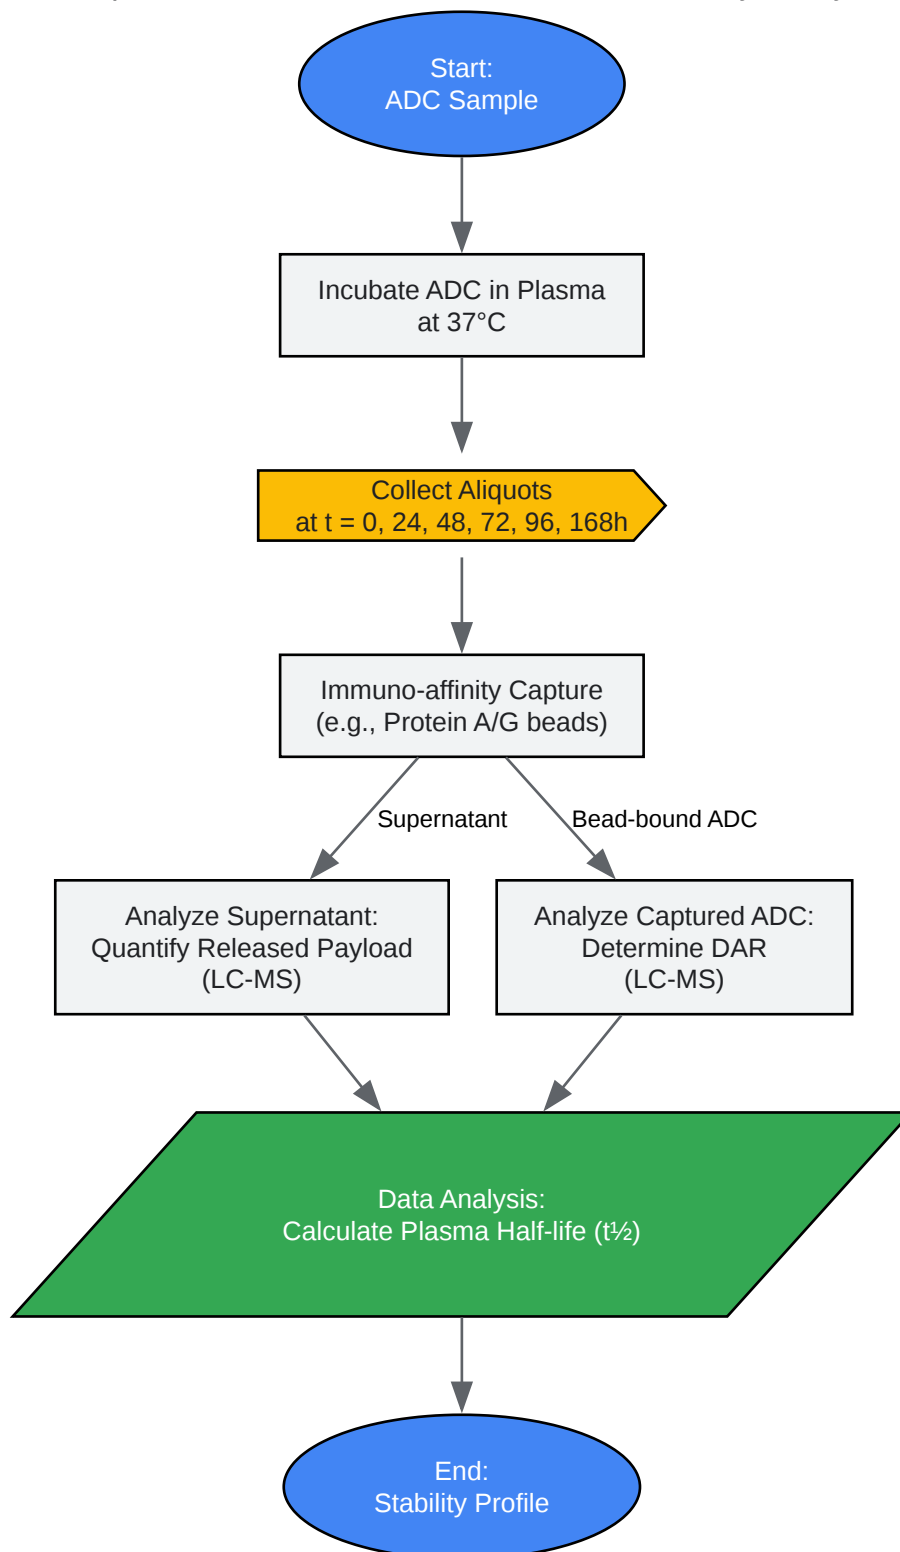 Start:
ADC Sample
Incubate ADC in Plasma
at 37°C
Collect Aliquots
at t = 0, 24, 48, 72, 96, 168h
Immuno-affinity Capture
(e.g., Protein A/G beads)
Supernatant
Bead-bound ADC
Analyze Supernatant:
Quantify Released Payload
(LC-MS)
Analyze Captured ADC:
Determine DAR
(LC-MS)
Data Analysis:
Calculate Plasma Half-life (t½)
End:
Stability Profile